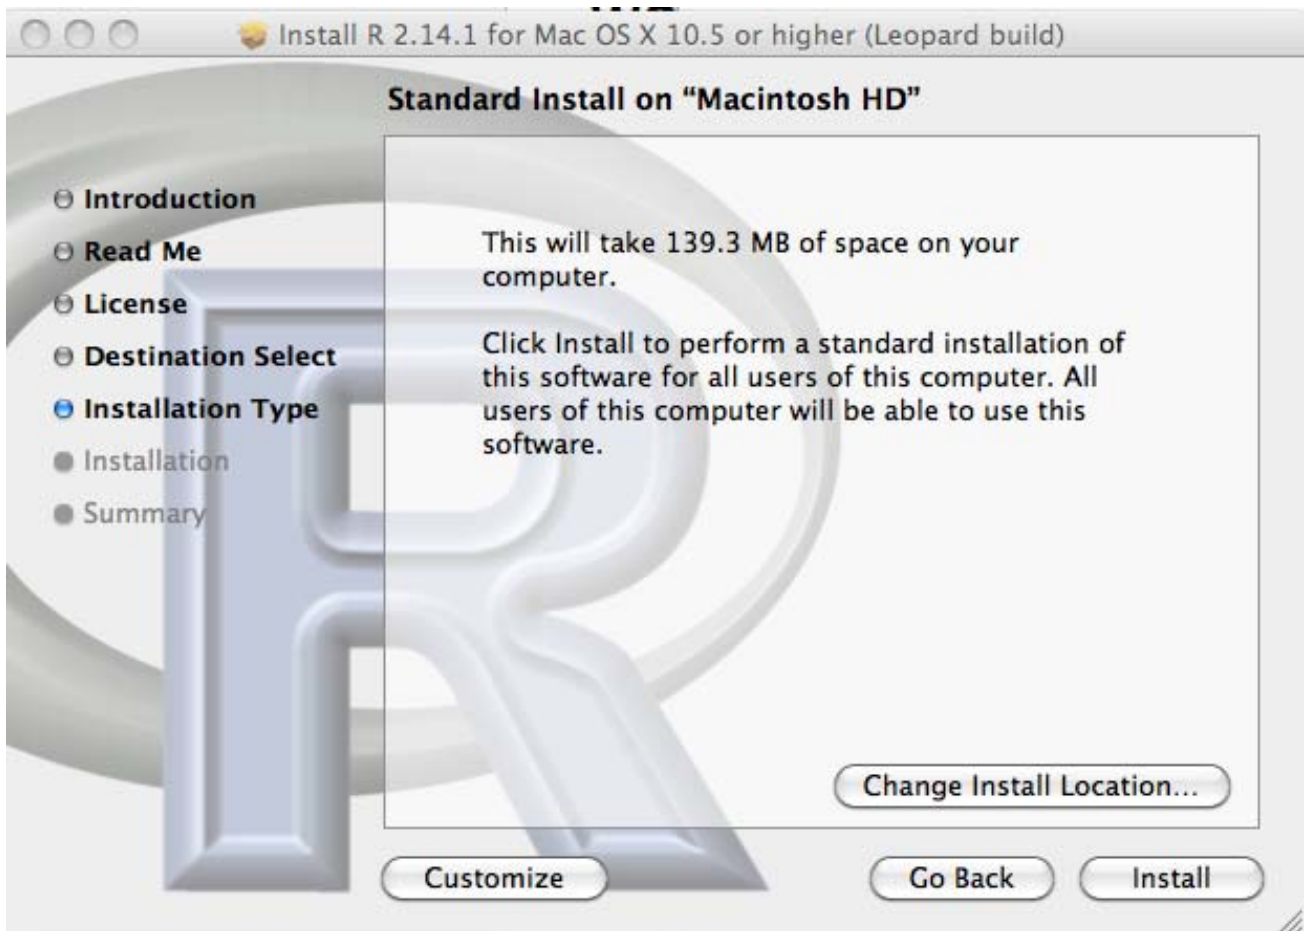 Install R 2.14.1 for Mac OS X 10.5 or higher (Leopard build)
Standard Install on “Macintosh HD”
Introduction
Read Me
License
Destination Select
Installation Type
Installation
Summary
This will take 139.3 MB of space on your
computer.
Click Install to perform a standard installation of
this software for all users of this computer. All
users of this computer will be able to use this
software.
Change Install Location...
Customize
Go Back
Install
R